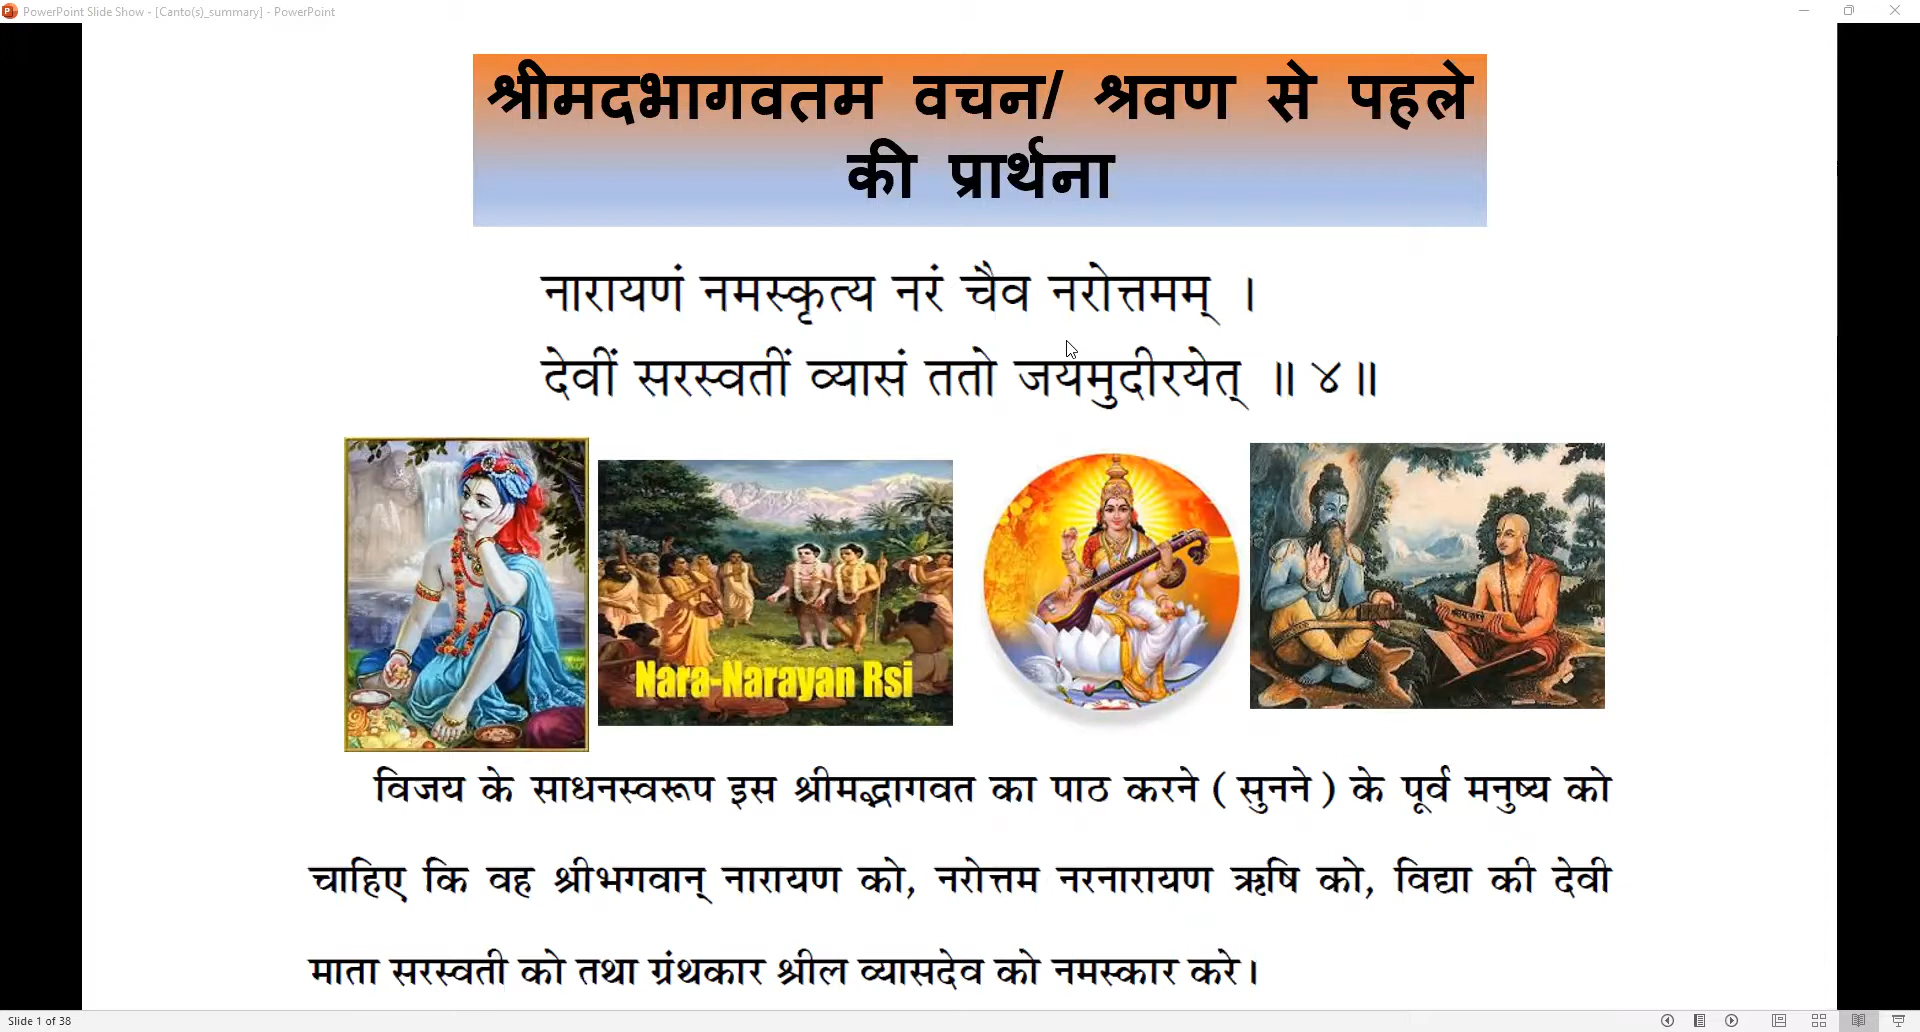 PowerPoint Slide Show - [Canto(s)_summary] - PowerPoint
श्रीमदभागवतम वचन/ श्रवण से पहले
की प्रार्थना
नारायणं नमस्कृत्य नरं चैव नरोत्तमम् ।
देवीं सरस्वतीं व्यासं ततो जयमुदीरयेत् ॥ ४॥
Nara-Narayan Rsi
विजय के साधनस्वरूप इस श्रीमद्भागवत का पाठ करने ( सुनने ) के पूर्व मनुष्य को
चाहिए कि वह श्रीभगवान् नारायण को, नरोत्तम नरनारायण ऋषि को, विद्या की देवी
माता सरस्वती को तथा ग्रंथकार श्रील व्यासदेव को नमस्कार करे।
Slide 1 of 38